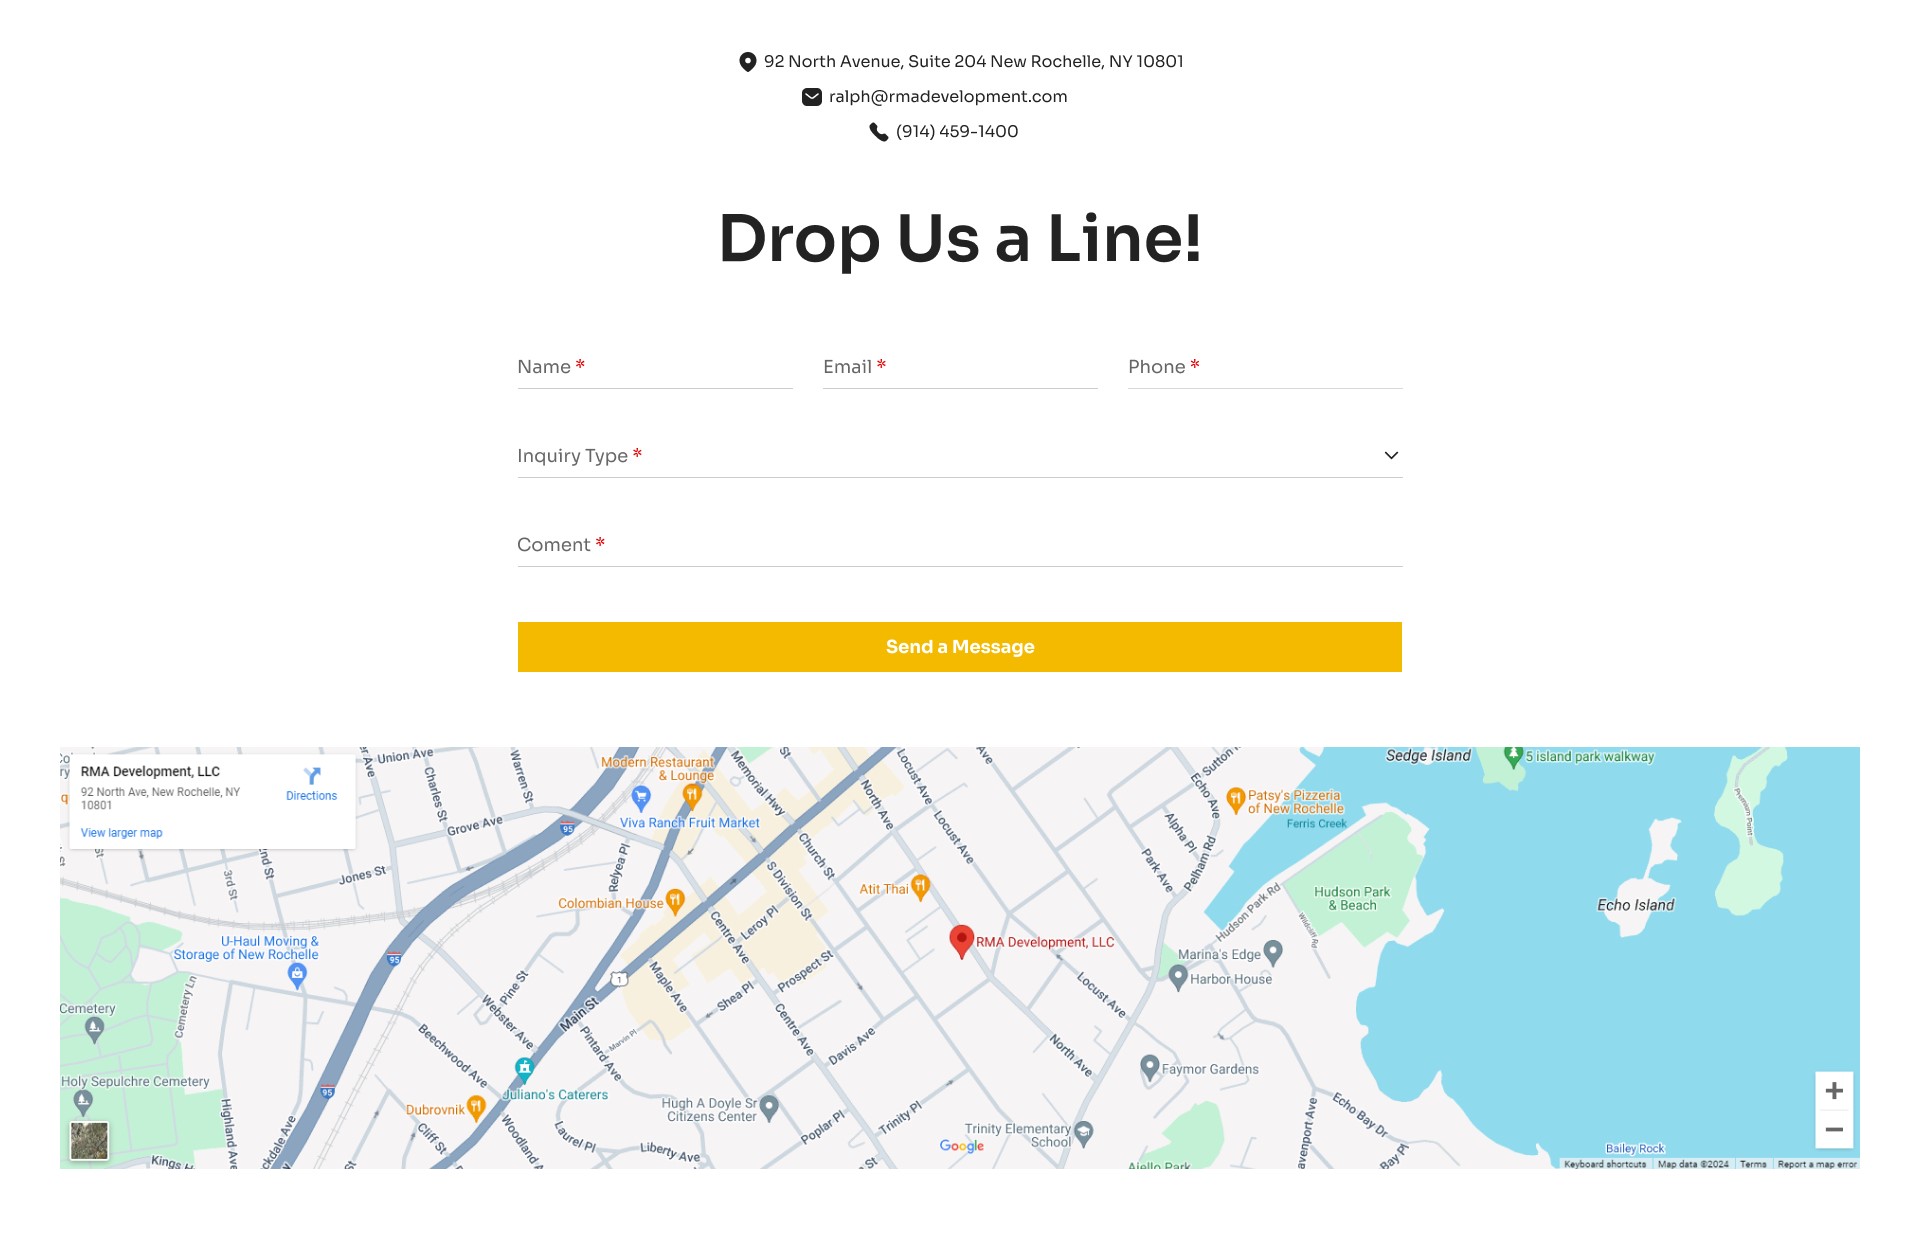 92 North Avenue, Suite 204 New Rochelle, NY 10801
ralph@rmadevelopment.com
(914) 459-1400
Drop Us a Line!
Name *
Email *
Phone *
Inquiry Type *
Coment *
Send a Message
RMA Development, LLC
92 North Ave, New Rochelle, NY
10801
Directions
View larger map
Union Ave
Charles St
Warren St
Grove Ave
Jones St
3rd St
2nd St
Modern Restaurant
& Lounge
Viva Ranch Fruit Market
Memorial Hwy
Church St
S Division St
Relyea Pl
Colombian House
Centre Ave
Leroy Pl
Prospect St
Shea Pl
Maple Ave
Main St
Marvin Pl
Pintard Ave
Pine St
Webster Ave
Beechwood Ave
U-Haul Moving &
Storage of New Rochelle
Cemetery Ln
Cemetery
Holy Sepulchre Cemetery
Highland Ave
Kings H
95
95
95
1
Juliano's Caterers
Dubrovnik
Cliff St
Woodland A
Laurel Pl
Liberty Ave
Hugh A Doyle Sr
Citizens Center
Poplar Pl
Trinity Pl
Trinity Elementary
School
Google
Centre Ave
Davis Ave
North Ave
North Ave
Locust Ave
Locust Ave
Locust Ave
Atit Thai
RMA Development, LLC
Park Ave
Alpha Pl
Echo Ave
Sutton
Pelham Rd
Patsy's Pizzeria
of New Rochelle
Ferris Creek
Hudson Park Rd
Wildcliff Rd
Hudson Park
& Beach
Marina's Edge
Harbor House
Faymor Gardens
Aiello Park
Davenport Ave
Echo Bay Dr
Bay Pl
Sedge Island
5 island park walkway
Echo Island
Bailey Rock
Keyboard shortcuts
Map data ©2024
Terms
Report a map error